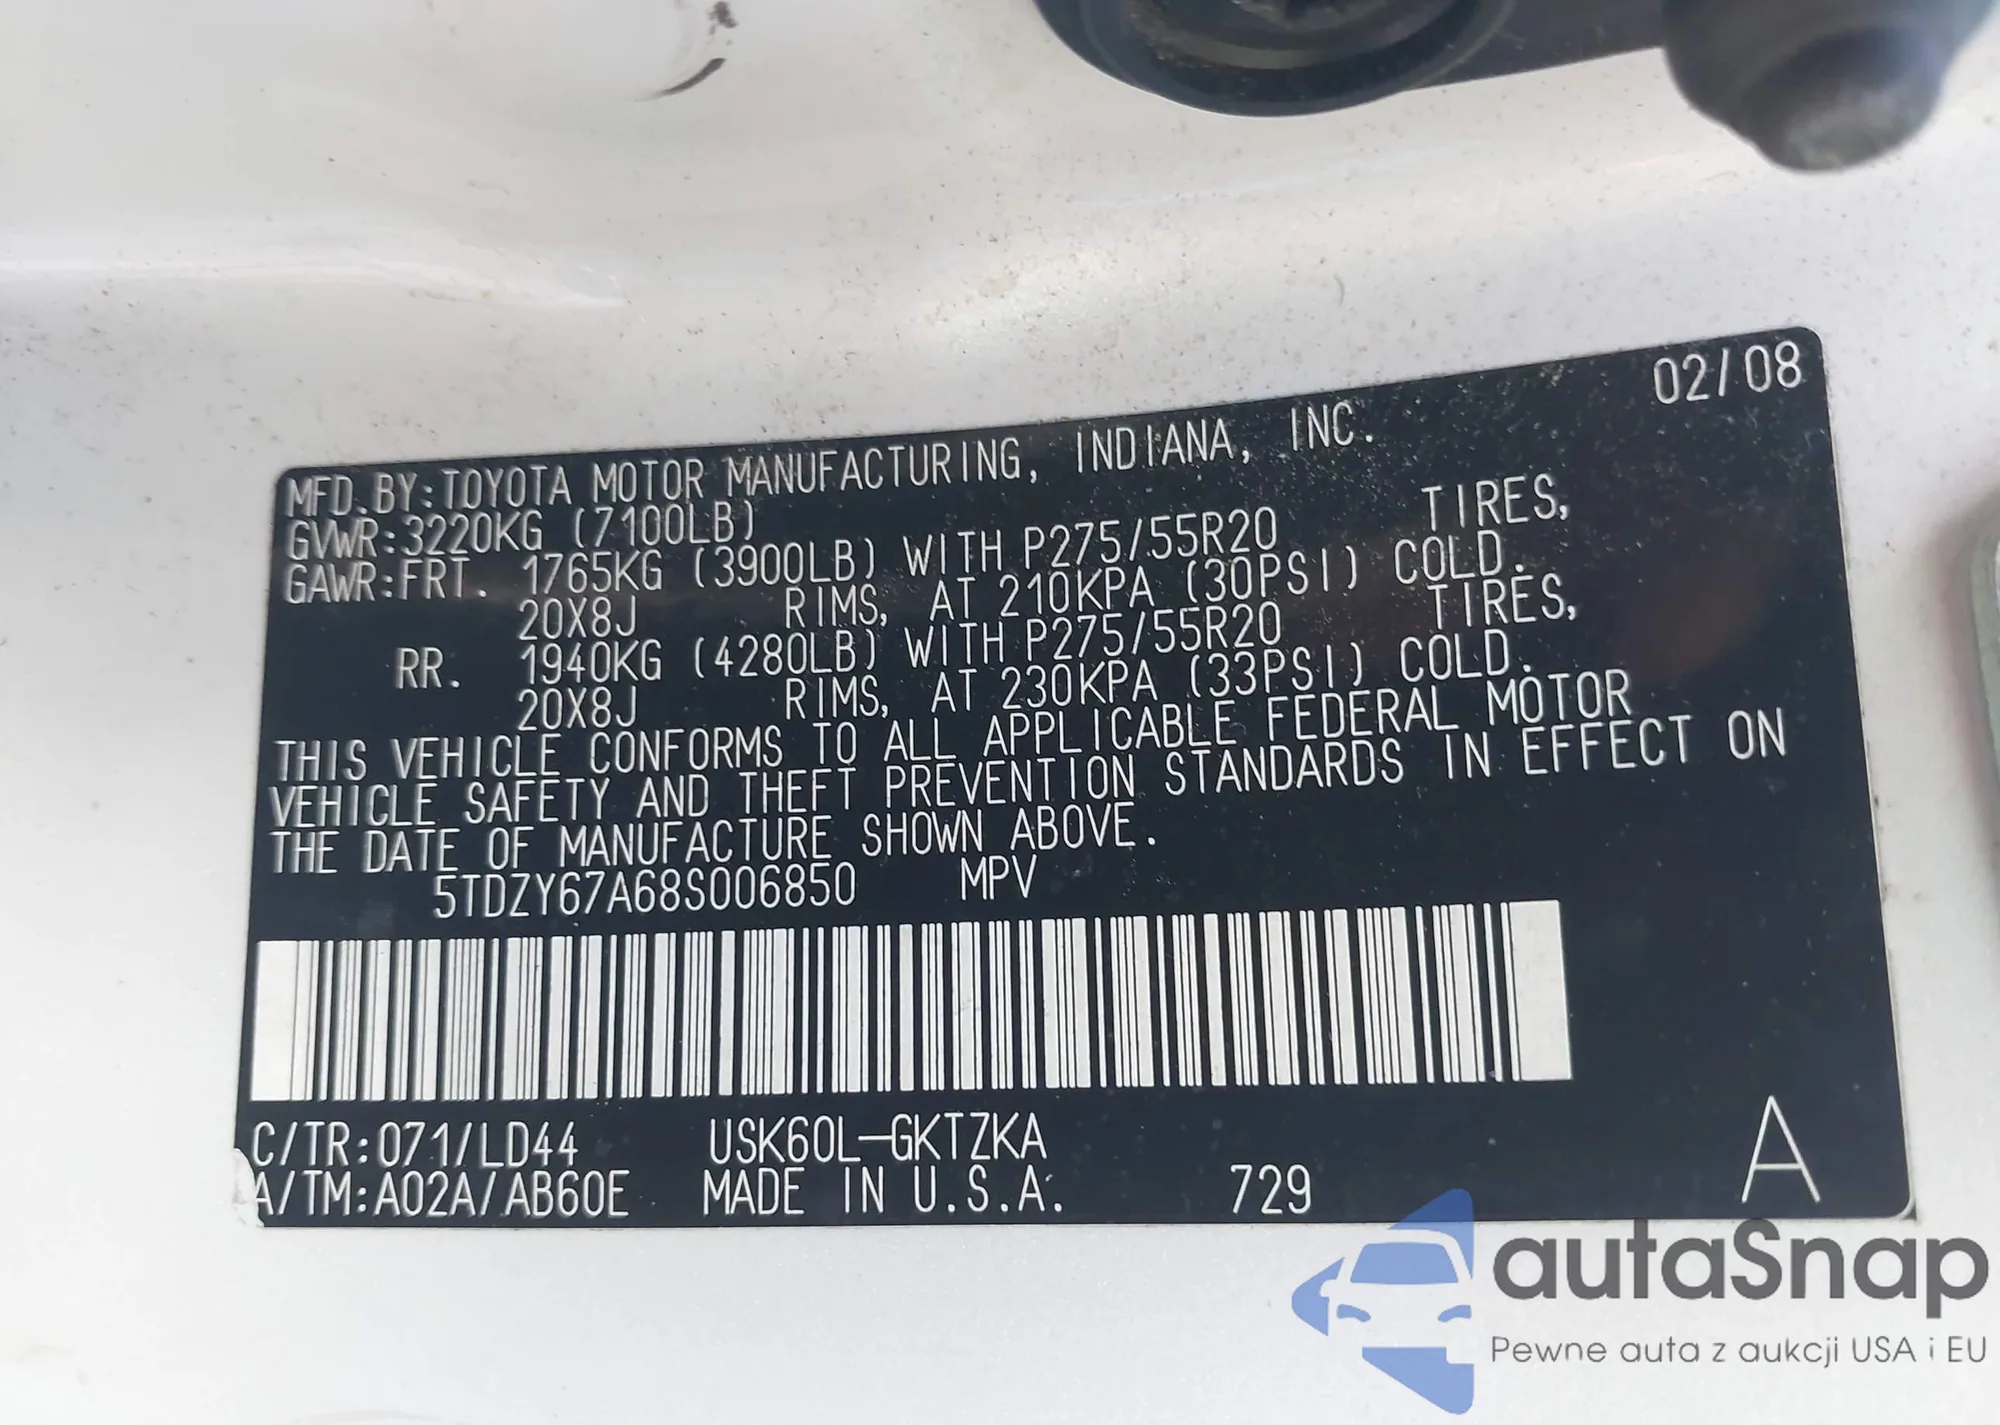 02/08
MFD.BY:TOYOTA MOTOR MANUFACTURING, INDIANA, INC.
GVWR:3220KG (7100LB)
GAWR:FRT. 1765KG (3900LB) WITH P275/55R20 TIRES,
20X8J RIMS, AT 210KPA (30PSI) COLD.
RR. 1940KG (4280LB) WITH P275/55R20 TIRES,
20X8J RIMS, AT 230KPA (33PSI) COLD.
THIS VEHICLE CONFORMS TO ALL APPLICABLE FEDERAL MOTOR
VEHICLE SAFETY AND THEFT PREVENTION STANDARDS IN EFFECT ON
THE DATE OF MANUFACTURE SHOWN ABOVE.
5TDZY67A68S006850 MPV
C/TR:071/LD44 USK60L-GKTZKA
A/TM:A02A/AB60E MADE IN U.S.A. 729 A
autaSnap
Pewne auta z aukcji USA i EU